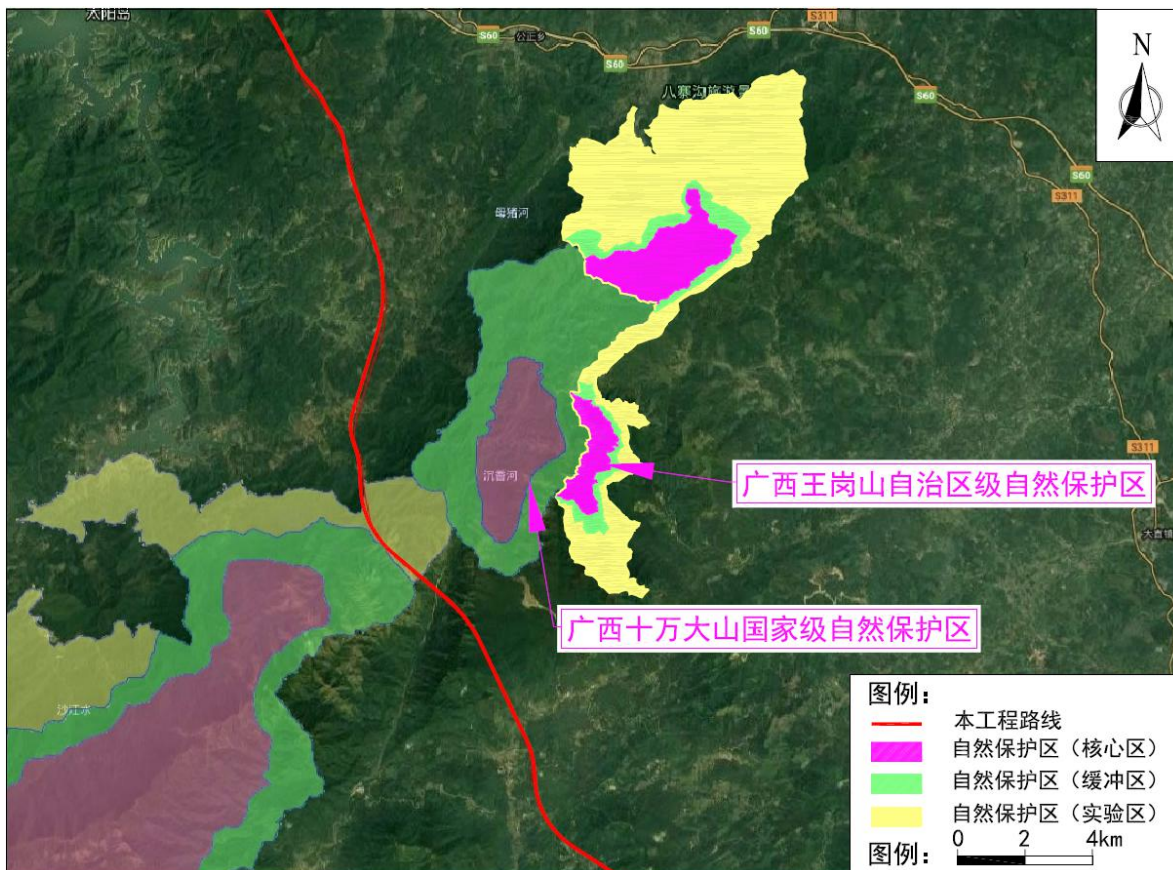 太阳岛
公正乡
S60
S311
S60
S60
八寨沟旅游景
S60
N
S60
S311
母猪河
S311
沉香河
广西王岗山自治区级自然保护区
大直镇
广西十万大山国家级自然保护区
沙江水
图例：
本工程路线
自然保护区（核心区）
自然保护区（缓冲区）
自然保护区（实验区）
图例：
0 2 4km